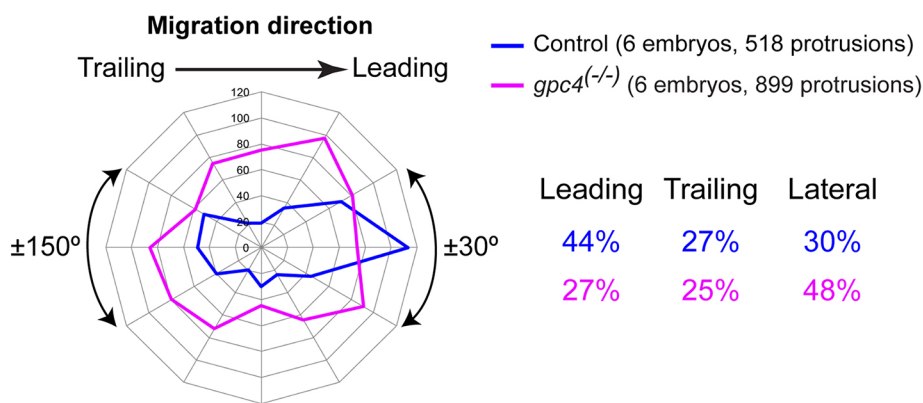 Migration direction
Trailing Leading
Control (6 embryos, 518 protrusions)
gpc4(-/-) (6 embryos, 899 protrusions)
120
100
80
60
40
20
0
±150º
±30º
Leading Trailing Lateral
44% 27% 30%
27% 25% 48%